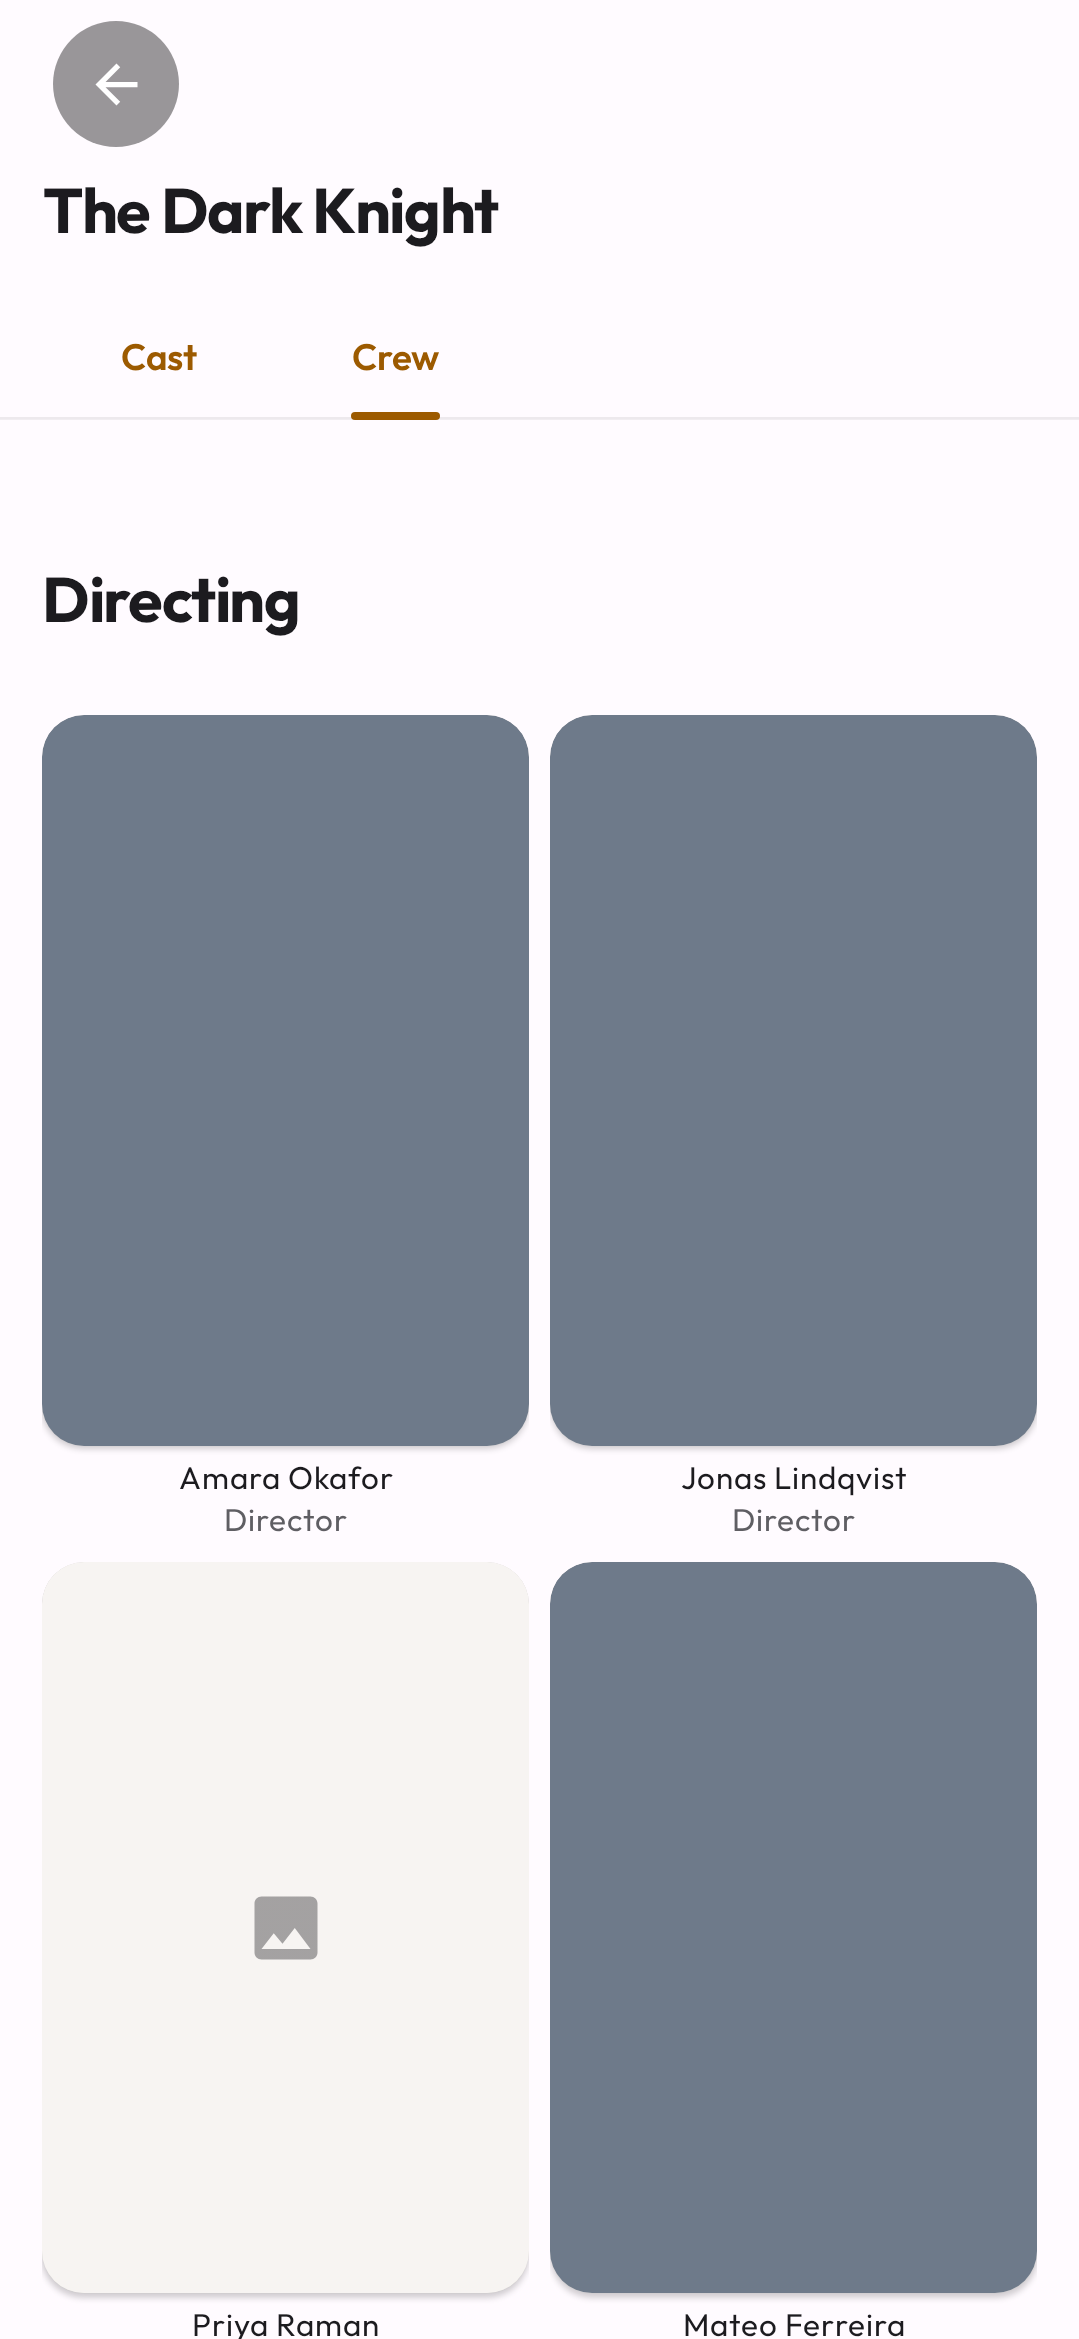 The Dark Knight
Cast Crew
Directing
Amara Okafor Jonas Lindqvist
Director Director
Priya Raman Mateo Ferreira